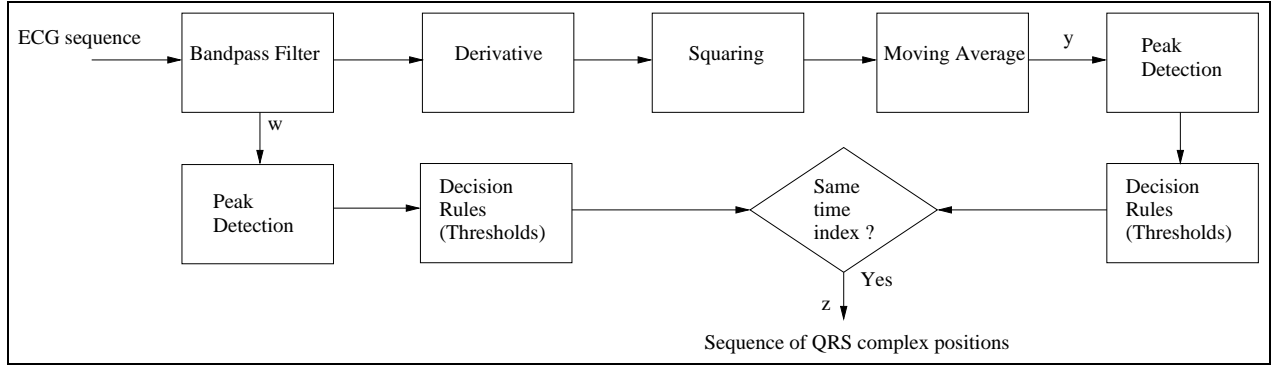 ECG sequence
Bandpass Filter
Derivative
Squaring
Moving Average
y
Peak
Detection
w
Peak
Detection
Decision
Rules
(Thresholds)
Same
time
index ?
Decision
Rules
(Thresholds)
Yes
z
Sequence of QRS complex positions